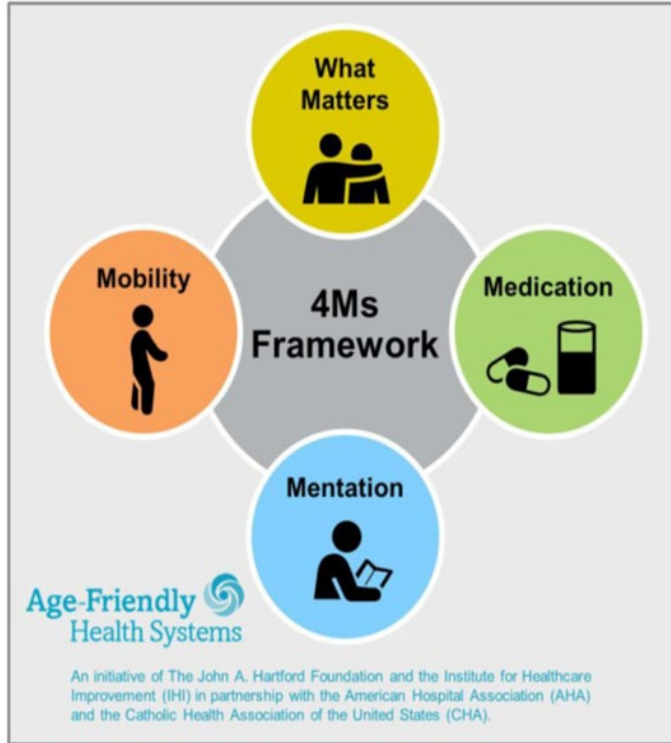 What
Matters
Mobility
4Ms
Framework
Medication
Mentation
Age-Friendly
Health Systems
An initiative of The John A. Hartford Foundation and the Institute for Healthcare
Improvement (IHI) in partnership with the American Hospital Association (AHA)
and the Catholic Health Association of the United States (CHA).